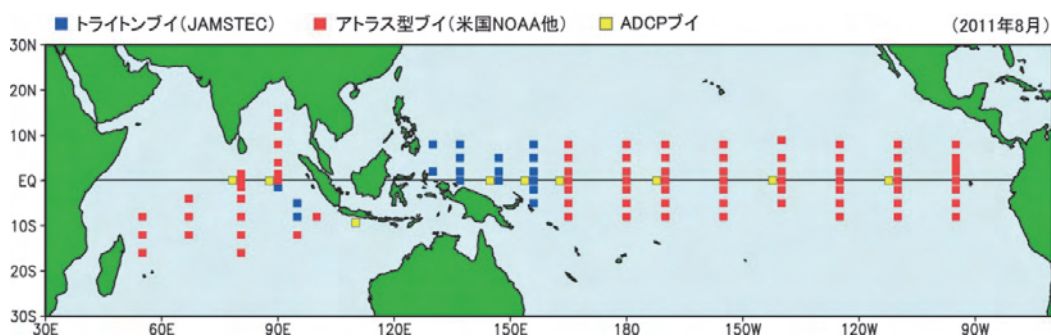 トライトンブイ(JAMSTEC) アトラス型ブイ(米国NOAA他) ADCPブイ (2011年8月)
30N
20N
10N
EQ
10S
20S
30S
30E 60E 90E 120E 150E 180 150W 120W 90W